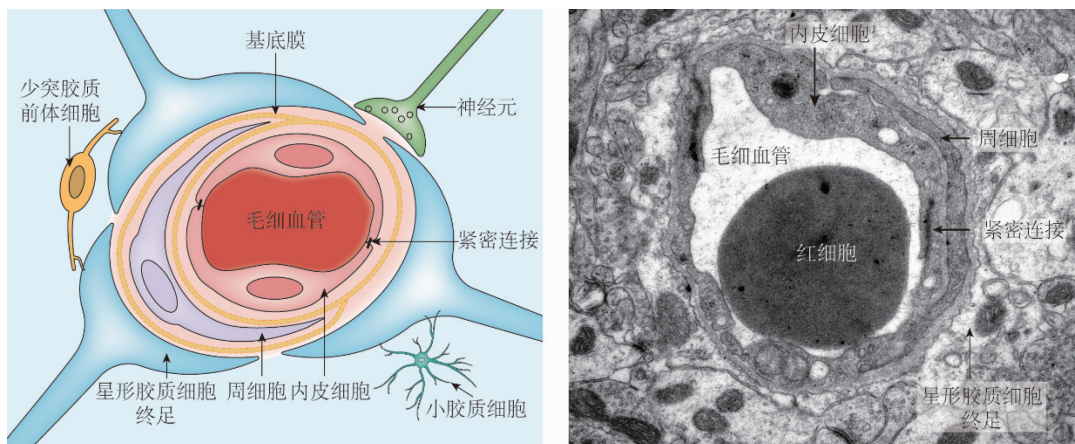 基底膜
少突胶质
前体细胞
神经元
毛细血管
紧密连接
星形胶质细胞
终足
周细胞
内皮细胞
小胶质细胞
内皮细胞
周细胞
毛细血管
紧密连接
红细胞
星形胶质细胞
终足